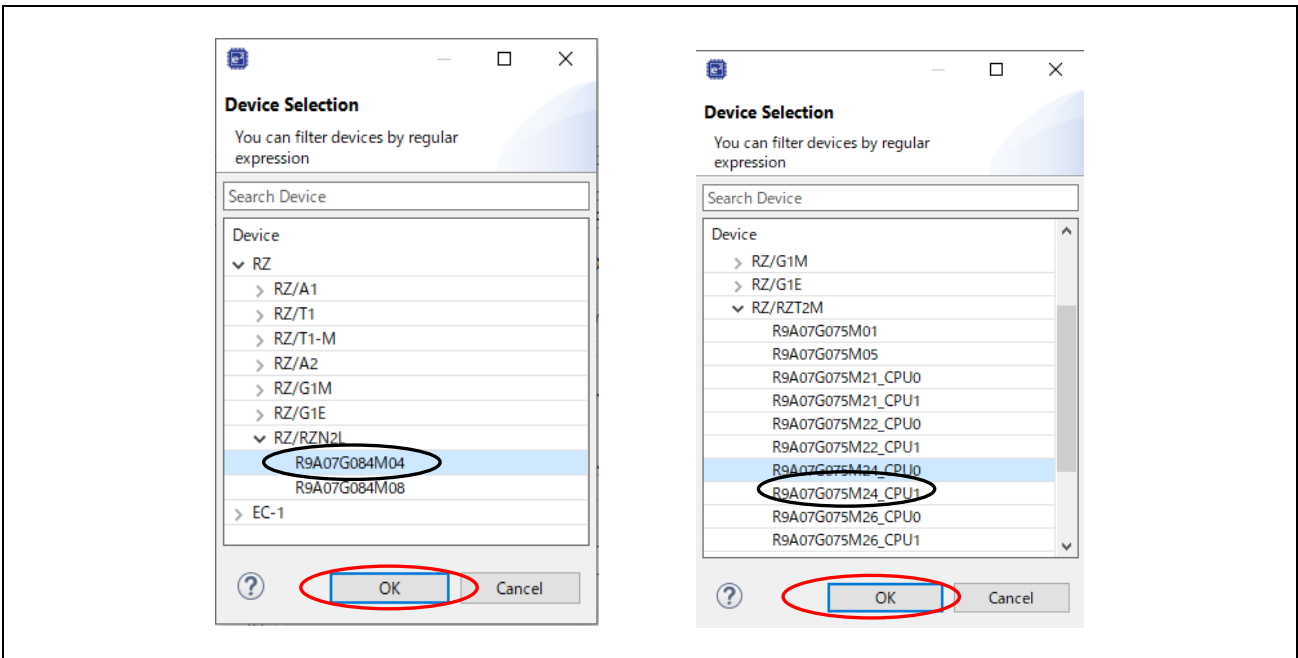 Device Selection
You can filter devices by regular
expression
Search Device
Device
RZ
RZ/A1
RZ/T1
RZ/T1-M
RZ/A2
RZ/G1M
RZ/G1E
RZ/RZN2L
R9A07G084M04
R9A07G084M08
EC-1
OK
Cancel
Device Selection
You can filter devices by regular
expression
Search Device
Device
RZ/G1M
RZ/G1E
RZ/RZT2M
R9A07G075M01
R9A07G075M05
R9A07G075M21_CPU0
R9A07G075M21_CPU1
R9A07G075M22_CPU0
R9A07G075M22_CPU1
R9A07G075M24_CPU0
R9A07G075M24_CPU1
R9A07G075M26_CPU0
R9A07G075M26_CPU1
OK
Cancel